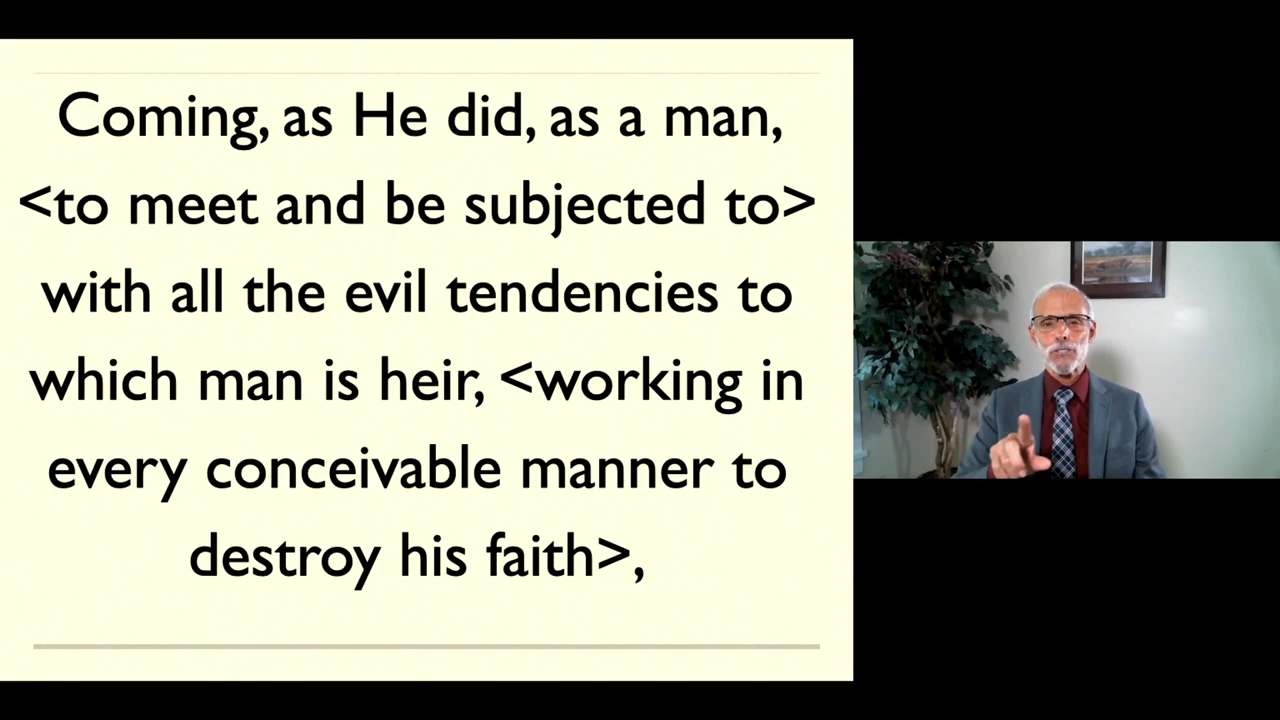 Coming, as He did, as a man,
<to meet and be subjected to>
with all the evil tendencies to
which man is heir, <working in
every conceivable manner to
destroy his faith>,